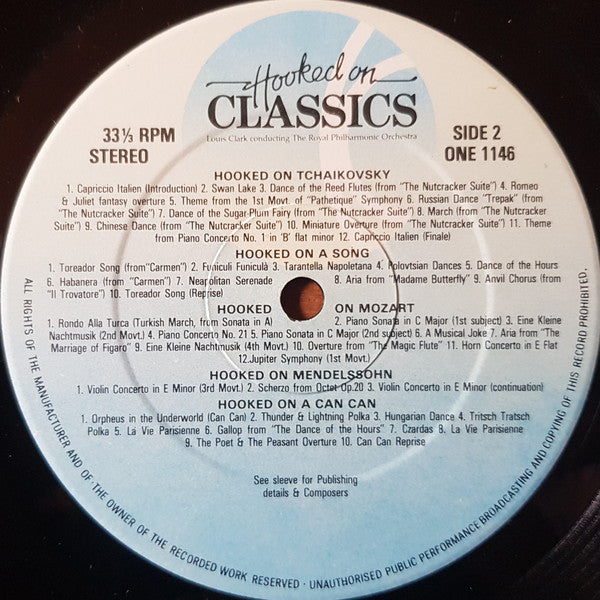 Hooked on
CLASSICS
Louis Clark conducting The Royal Philharmonic Orchestra
33⅓ RPM
STEREO
SIDE 2
ONE 1146
HOOKED ON TCHAIKOVSKY
1. Capriccio Italien (Introduction) 2. Swan Lake 3. Dance of the Reed Flutes (from "The Nutcracker Suite") 4. Romeo
& Juliet fantasy overture 5. Theme from the 1st Movt. of "Pathetique" Symphony 6. Russian Dance "Trepak" (from
"The Nutcracker Suite") 7. Dance of the Sugar Plum Fairy (from "The Nutcracker Suite") 8. March (from "The Nutcracker
Suite") 9. Chinese Dance (from "The Nutcracker Suite") 10. Miniature Overture (from "The Nutcracker Suite") 11. Theme
from Piano Concerto No. 1 in 'B' flat minor 12. Capriccio Italien (Finale)
HOOKED ON A SONG
1. Toreador Song (from "Carmen") 2. Funiculi Funiculà 3. Tarantella Napoletana 4. Polovtsian Dances 5. Dance of the Hours
6. Habanera (from "Carmen") 7. Neapolitan Serenade 8. Aria (from "Madame Butterfly" 9. Anvil Chorus (from
"Il Trovatore") 10. Toreador Song (Reprise)
HOOKED ON MOZART
1. Rondo Alla Turca (Turkish March, from Sonata in A) 2. Piano Sonata in C Major (1st subject) 3. Eine Kleine
Nachtmusik (2nd Movt.) 4. Piano Concerto No. 21 5. Piano Sonata in C Major (2nd subject) 6. A Musical Joke 7. Aria from "The
Marriage of Figaro" 9. Eine Kleine Nachtmusik (4th Movt.) 10. Overture from "The Magic Flute" 11. Horn Concerto in E Flat
12.Jupiter Symphony (1st Movt.)
HOOKED ON MENDELSSOHN
1. Violin Concerto in E Minor (3rd Movt.) 2. Scherzo from Octet Op.20 3. Violin Concerto in E Minor (continuation)
HOOKED ON A CAN CAN
1. Orpheus in the Underworld (Can Can) 2. Thunder & Lightning Polka 3. Hungarian Dance 4. Tritsch Tratsch
Polka 5. La Vie Parisienne 6. Gallop from "The Dance of the Hours" 7. Czardas 8. La Vie Parisienne
9. The Poet & The Peasant Overture 10. Can Can Reprise
See sleeve for Publishing
details & Composers
ALL RIGHTS OF THE MANUFACTURER AND OF THE OWNER OF THE RECORDED WORK RESERVED · UNAUTHORISED PUBLIC PERFORMANCE BROADCASTING AND COPYING OF THIS RECORD PROHIBITED.